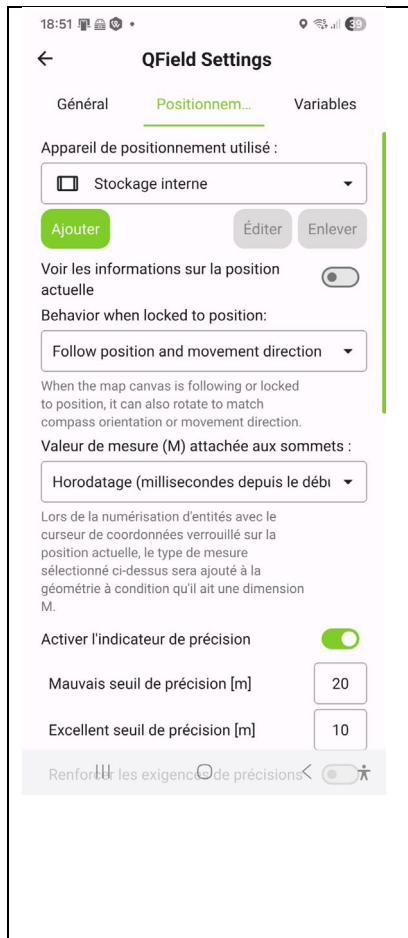 18:51
39
QField Settings
Général Positionnem... Variables
Appareil de positionnement utilisé :
Stockage interne
Ajouter Éditer Enlever
Voir les informations sur la position
actuelle
Behavior when locked to position:
Follow position and movement direction
When the map canvas is following or locked
to position, it can also rotate to match
compass orientation or movement direction.
Valeur de mesure (M) attachée aux sommets :
Horodatage (millisecondes depuis le débu
Lors de la numérisation d'entités avec le
curseur de coordonnées verrouillé sur la
position actuelle, le type de mesure
sélectionné ci-dessus sera ajouté à la
géométrie à condition qu'il ait une dimension
M.
Activer l'indicateur de précision
Mauvais seuil de précision [m] 20
Excellent seuil de précision [m] 10
Renforcer les exigences de précisions